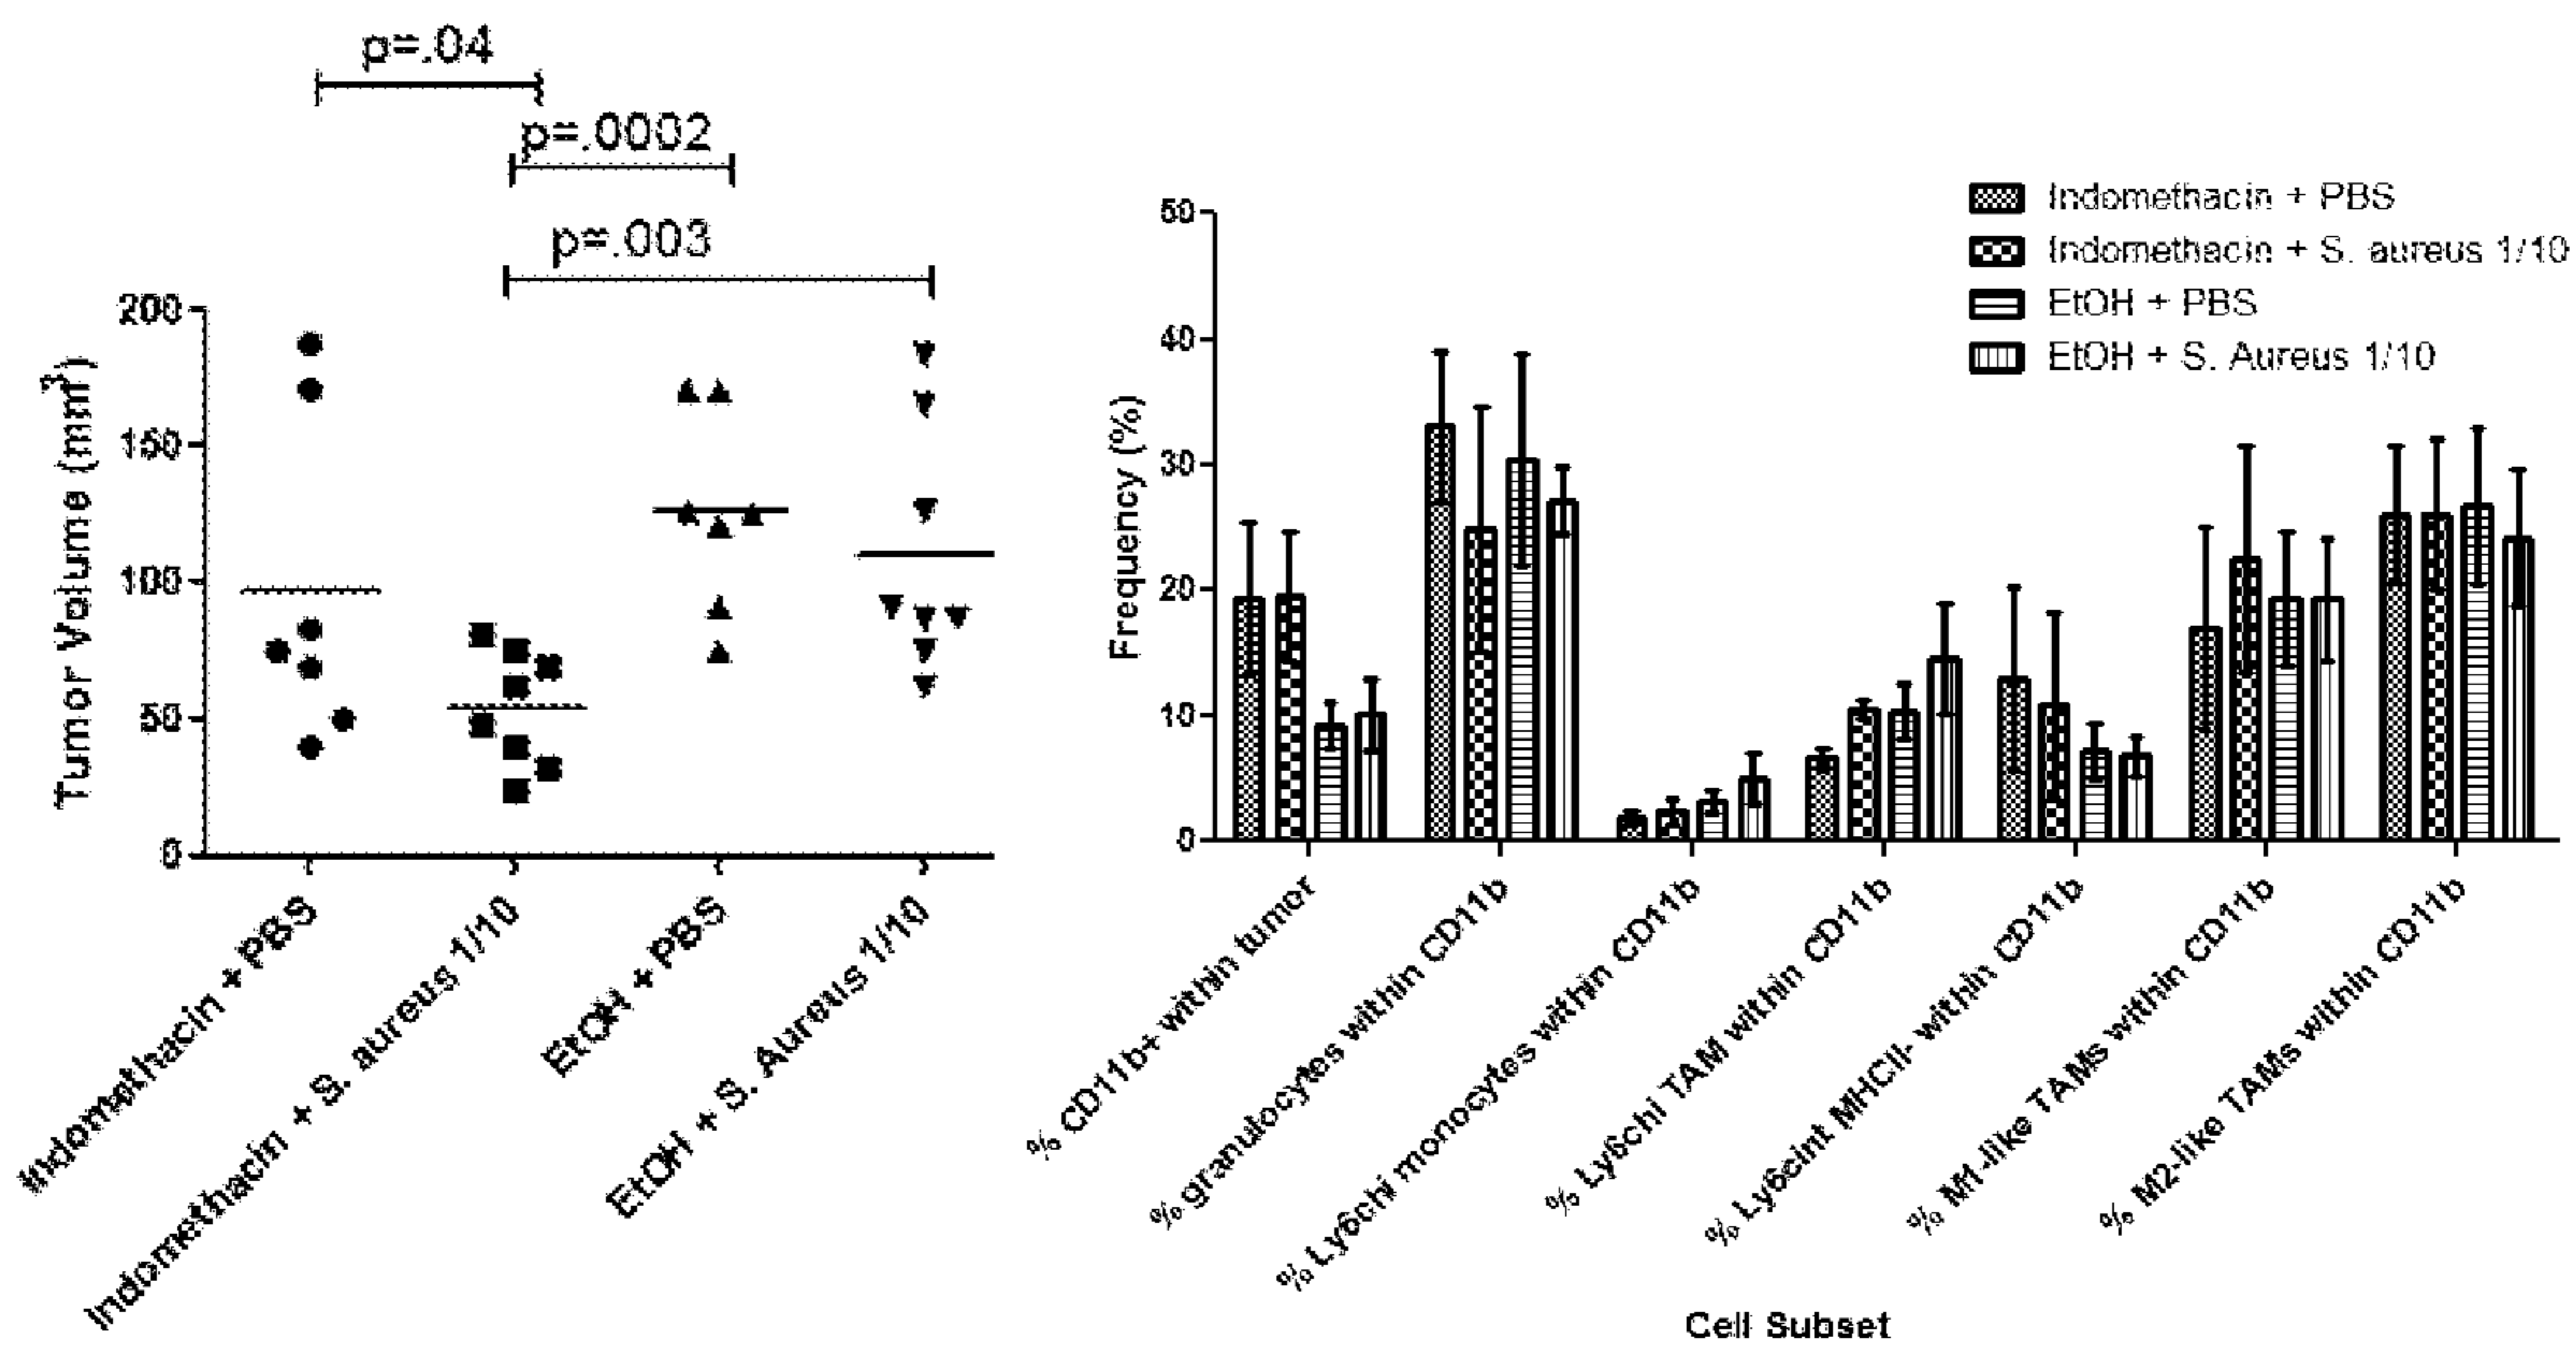 p=.04
p=.0002
p=.003
200
150
100
50
0
Tumor Volume (mm³)
Indomethacin + PBS
Indomethacin + S. aureus 1/10
EtOH + PBS
EtOH + S. Aureus 1/10
Indomethacin + PBS
Indomethacin + S. aureus 1/10
EtOH + PBS
EtOH + S. Aureus 1/10
50
40
30
20
10
0
Frequency (%)
% CD11b+ within tumor
% granulocytes within CD11b
% Ly6chi monocytes within CD11b
% Ly6chi TAM within CD11b
% Ly6cint MHCII- within CD11b
% M1-like TAMs within CD11b
% M2-like TAMs within CD11b
Cell Subset